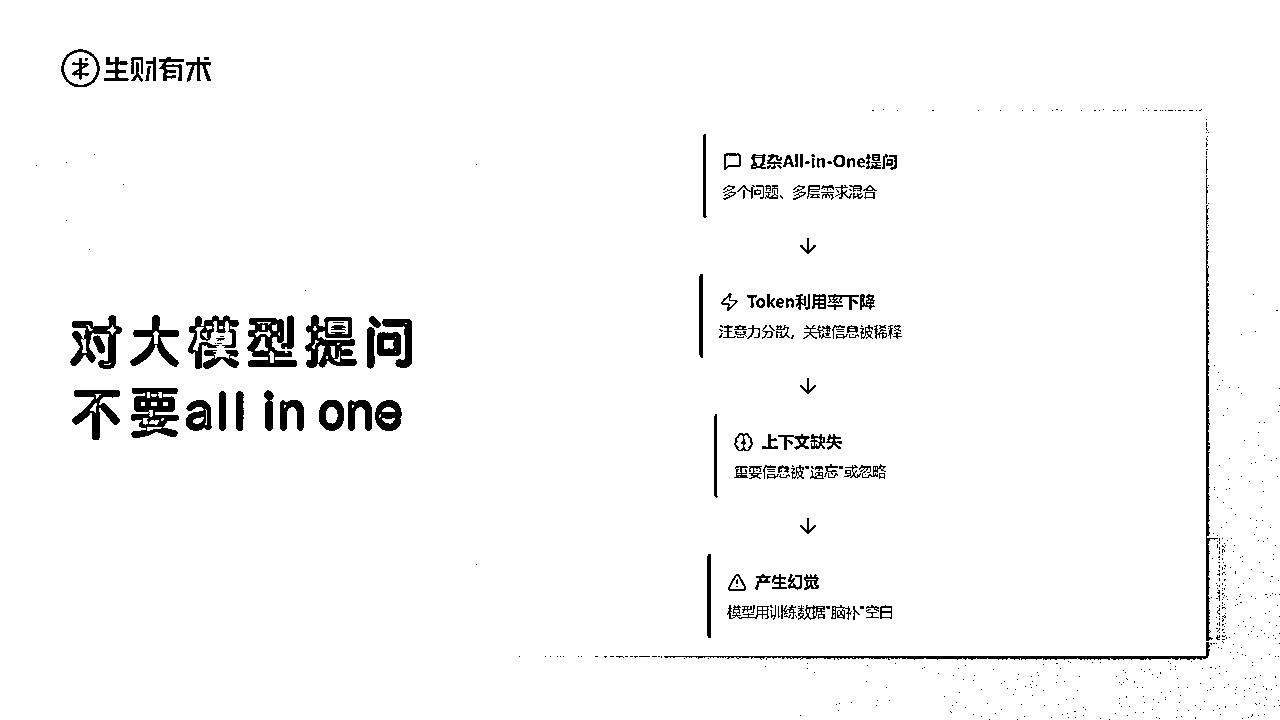 生财有术
对大模型提问
不要all in one
复杂All-in-One提问
多个问题、多层需求混合
Token利用率下降
注意力分散，关键信息被稀释
上下文缺失
重要信息被"遗忘"或忽略
产生幻觉
模型用训练数据"脑补"空白